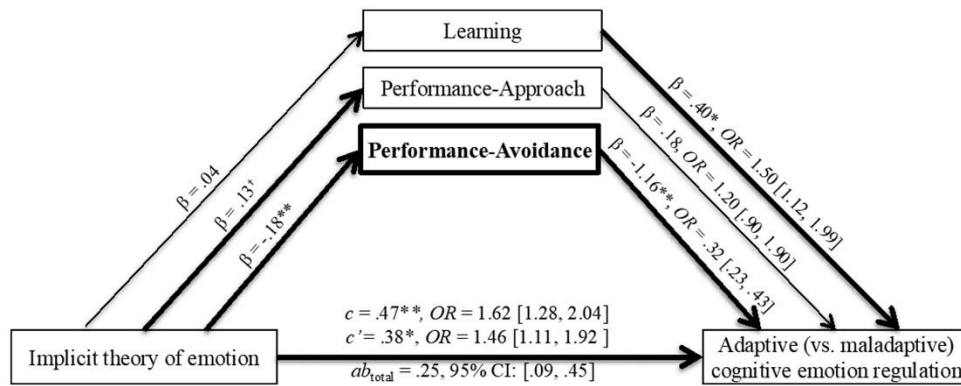 Learning
Performance-Approach
Performance-Avoidance
β = .04
β = .13†
β = -.18**
β = .40*, OR = 1.50 [1.12, 1.99]
β = .18, OR = 1.20 [.90, 1.90]
β = -1.16**, OR = .32 [.23, .43]
c = .47**, OR = 1.62 [1.28, 2.04]
c’= .38*, OR = 1.46 [1.11, 1.92 ]
ab total = .25, 95% CI: [.09, .45]
Implicit theory of emotion
Adaptive (vs. maladaptive)
cognitive emotion regulation